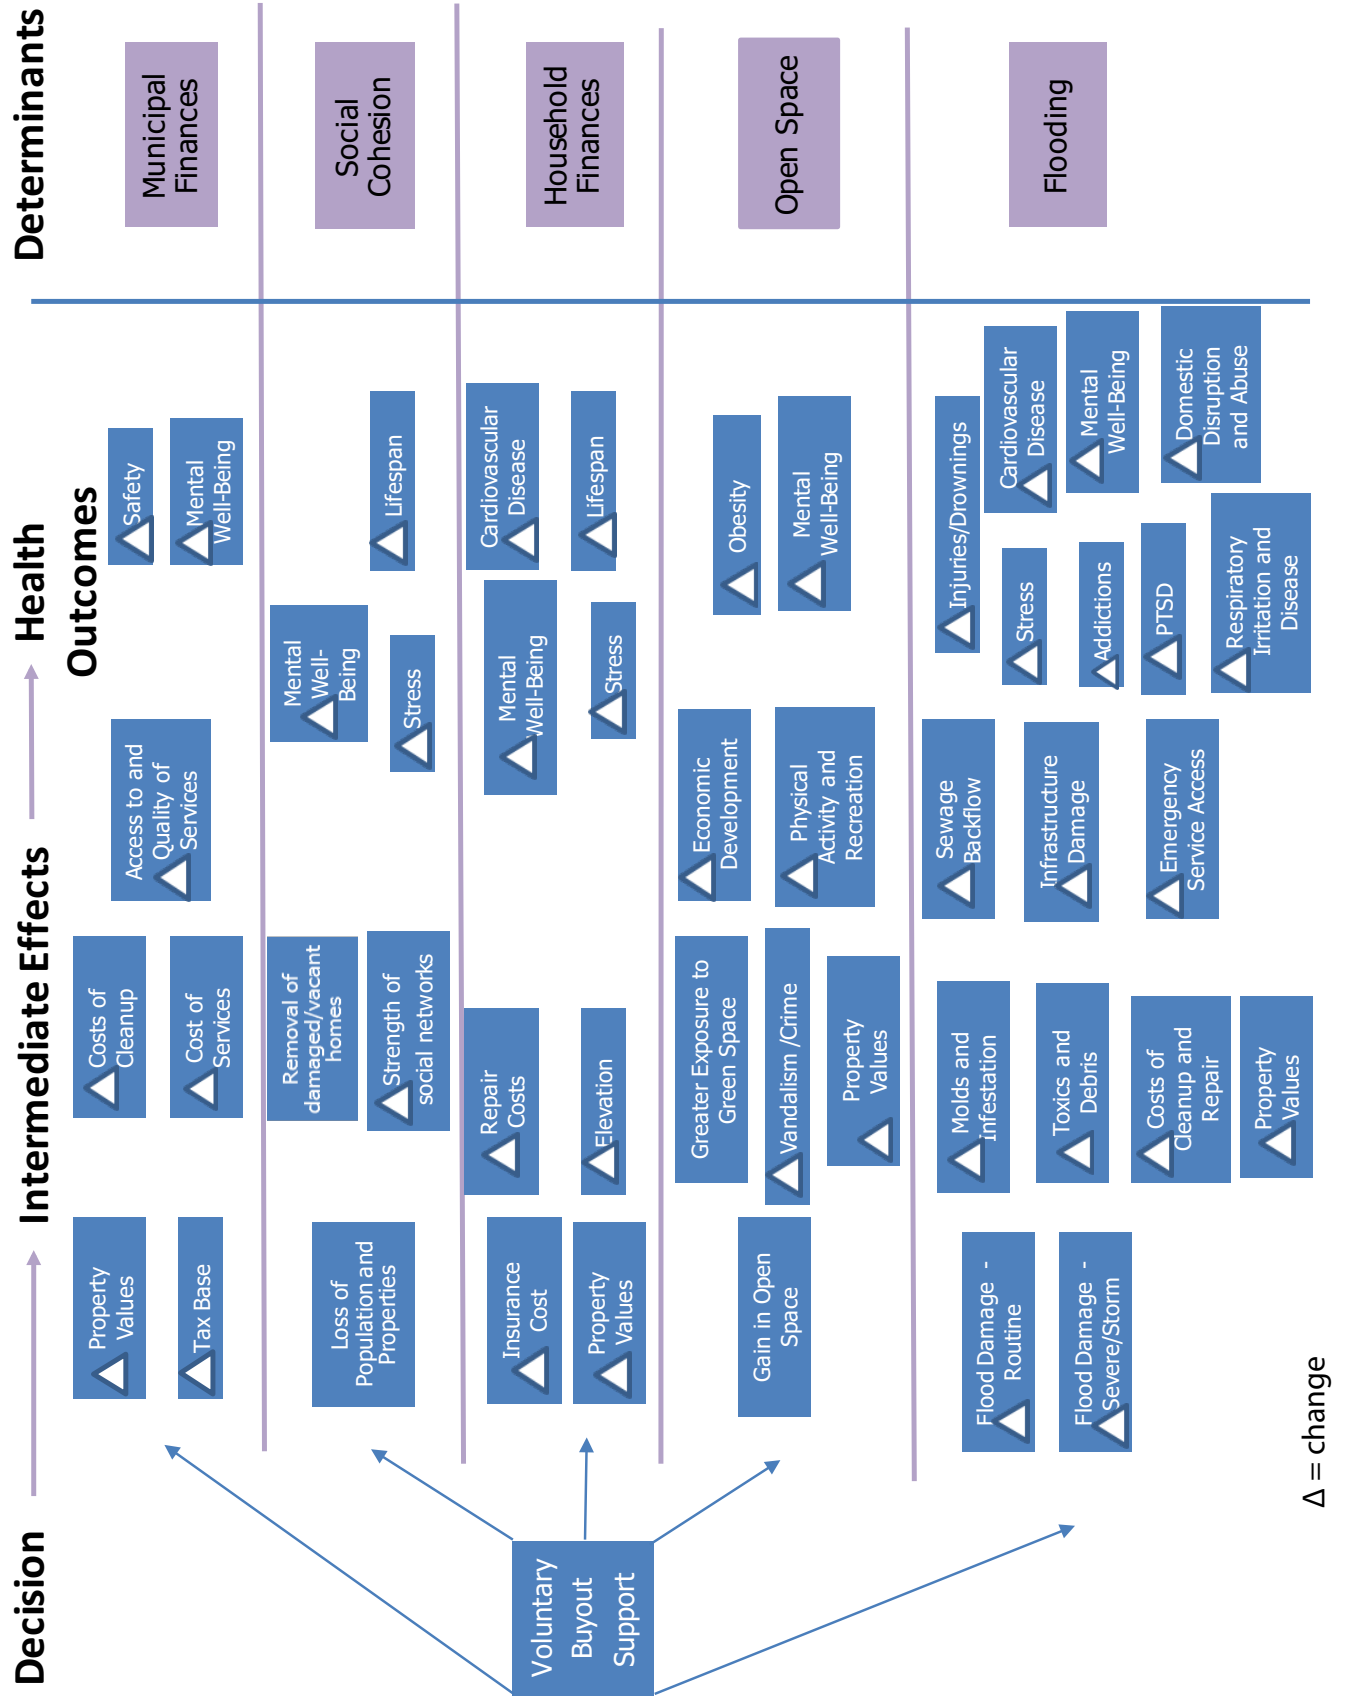 Decision
Intermediate Effects
Health
Outcomes
Determinants
Voluntary
Buyout
Support
Property
Values
Tax Base
Costs of
Cleanup
Cost of
Services
Access to and
Quality of
Services
Safety
Mental
Well-Being
Municipal
Finances
Loss of
Population and
Properties
Removal of
damaged/vacant
homes
Strength of
social networks
Mental
Well-
Being
Stress
Lifespan
Social
Cohesion
Insurance
Cost
Property
Values
Repair
Costs
Elevation
Mental
Well-Being
Stress
Cardiovascular
Disease
Lifespan
Household
Finances
Gain in Open
Space
Greater Exposure to
Green Space
Vandalism /Crime
Property
Values
Economic
Development
Physical
Activity and
Recreation
Obesity
Mental
Well-Being
Open Space
Flood Damage -
Routine
Flood Damage -
Severe/Storm
Molds and
Infestation
Toxics and
Debris
Costs of
Cleanup and
Repair
Property
Values
Sewage
Backflow
Infrastructure
Damage
Emergency
Service Access
Injuries/Drownings
Stress
Addictions
PTSD
Respiratory
Irritation and
Disease
Cardiovascular
Disease
Mental
Well-Being
Domestic
Disruption
and Abuse
Flooding
Δ = change